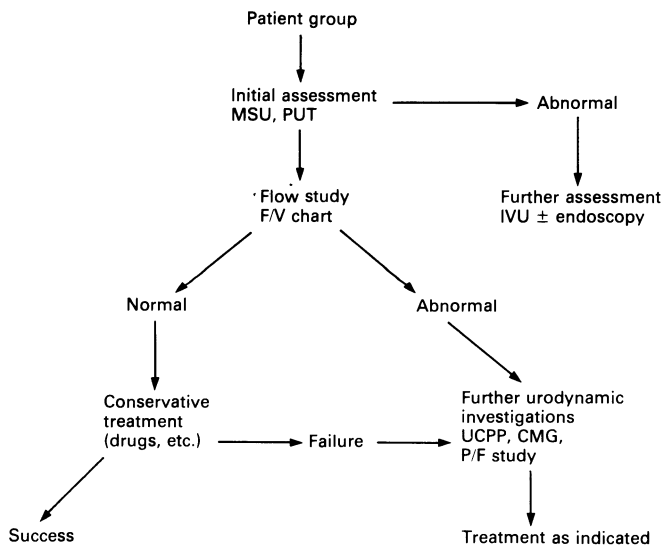 Patient group
Initial assessment
MSU, PUT
Abnormal
Flow study
F/V chart
Further assessment
IVU ± endoscopy
Normal
Abnormal
Conservative
treatment
(drugs, etc.)
Failure
Further urodynamic
investigations
UCPP, CMG,
P/F study
Success
Treatment as indicated